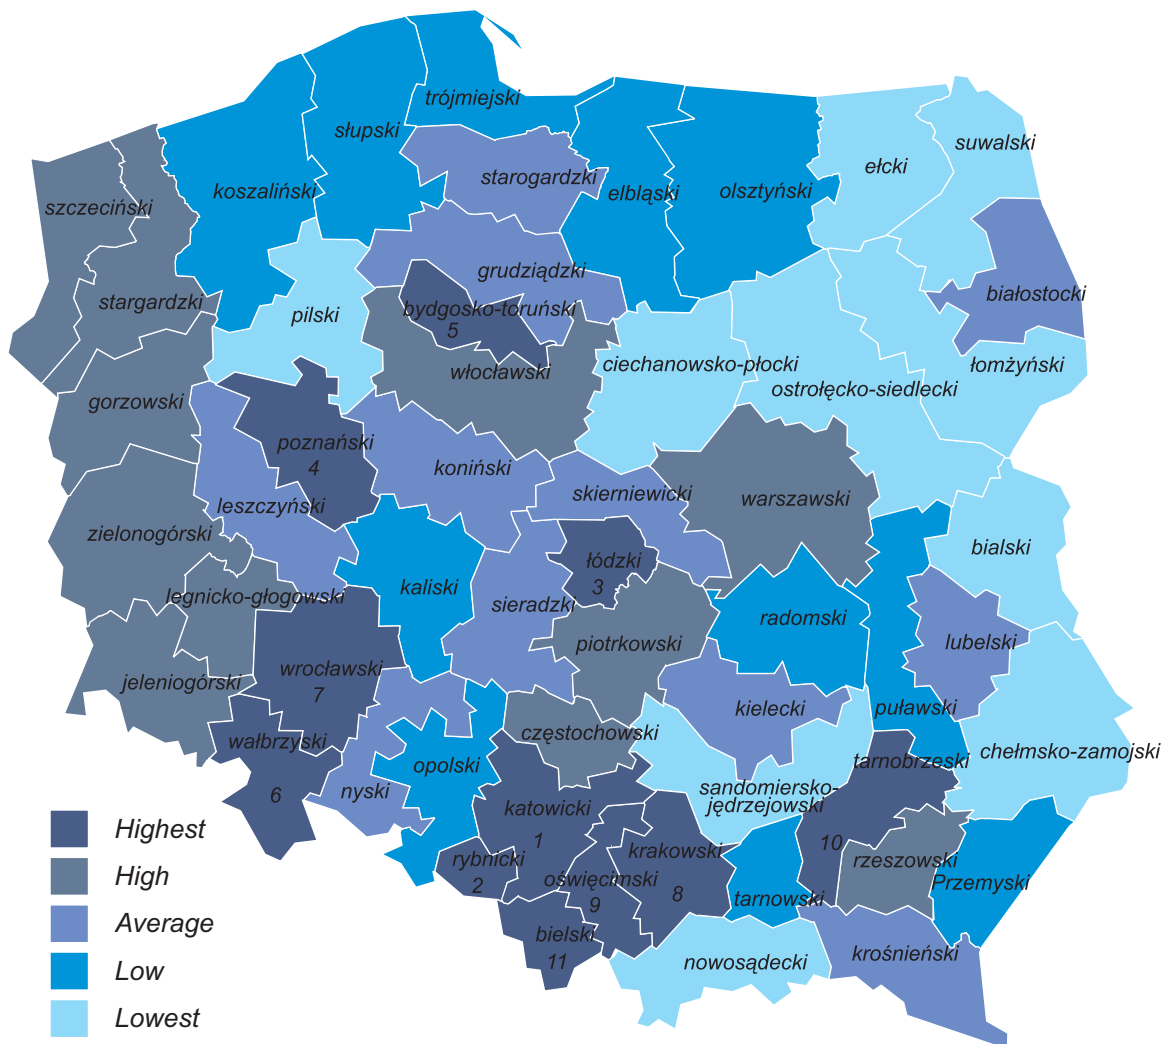 trójmiejski
słupski
suwalski
ełcki
starogardzki
koszaliński
olsztyński
elbląski
szczeciński
grudziądzki
stargardzki
białostocki
bydgosko-toruński
5
pilski
ciechanowsko-płocki
łomżyński
włocławski
ostrołęcko-siedlecki
gorzowski
poznański
4
koniński
skierniewicki
warszawski
leszczyński
zielonogórski
bialski
łódzki
3
kaliski
legnicko-głogowski
sieradzki
radomski
piotrkowski
lubelski
wrocławski
7
jeleniogórski
kielecki
puławski
częstochowski
wałbrzyski
6
chełmsko-zamojski
tarnobrzeski
10
opolski
nyski
sandomiersko-
jędrzejowski
katowicki
1
krakowski
8
rybnicki
2
rzeszowski
oświęcimski
9
Przemyski
tarnowski
bielski
11
krośnieński
nowosądecki
Highest
High
Average
Low
Lowest